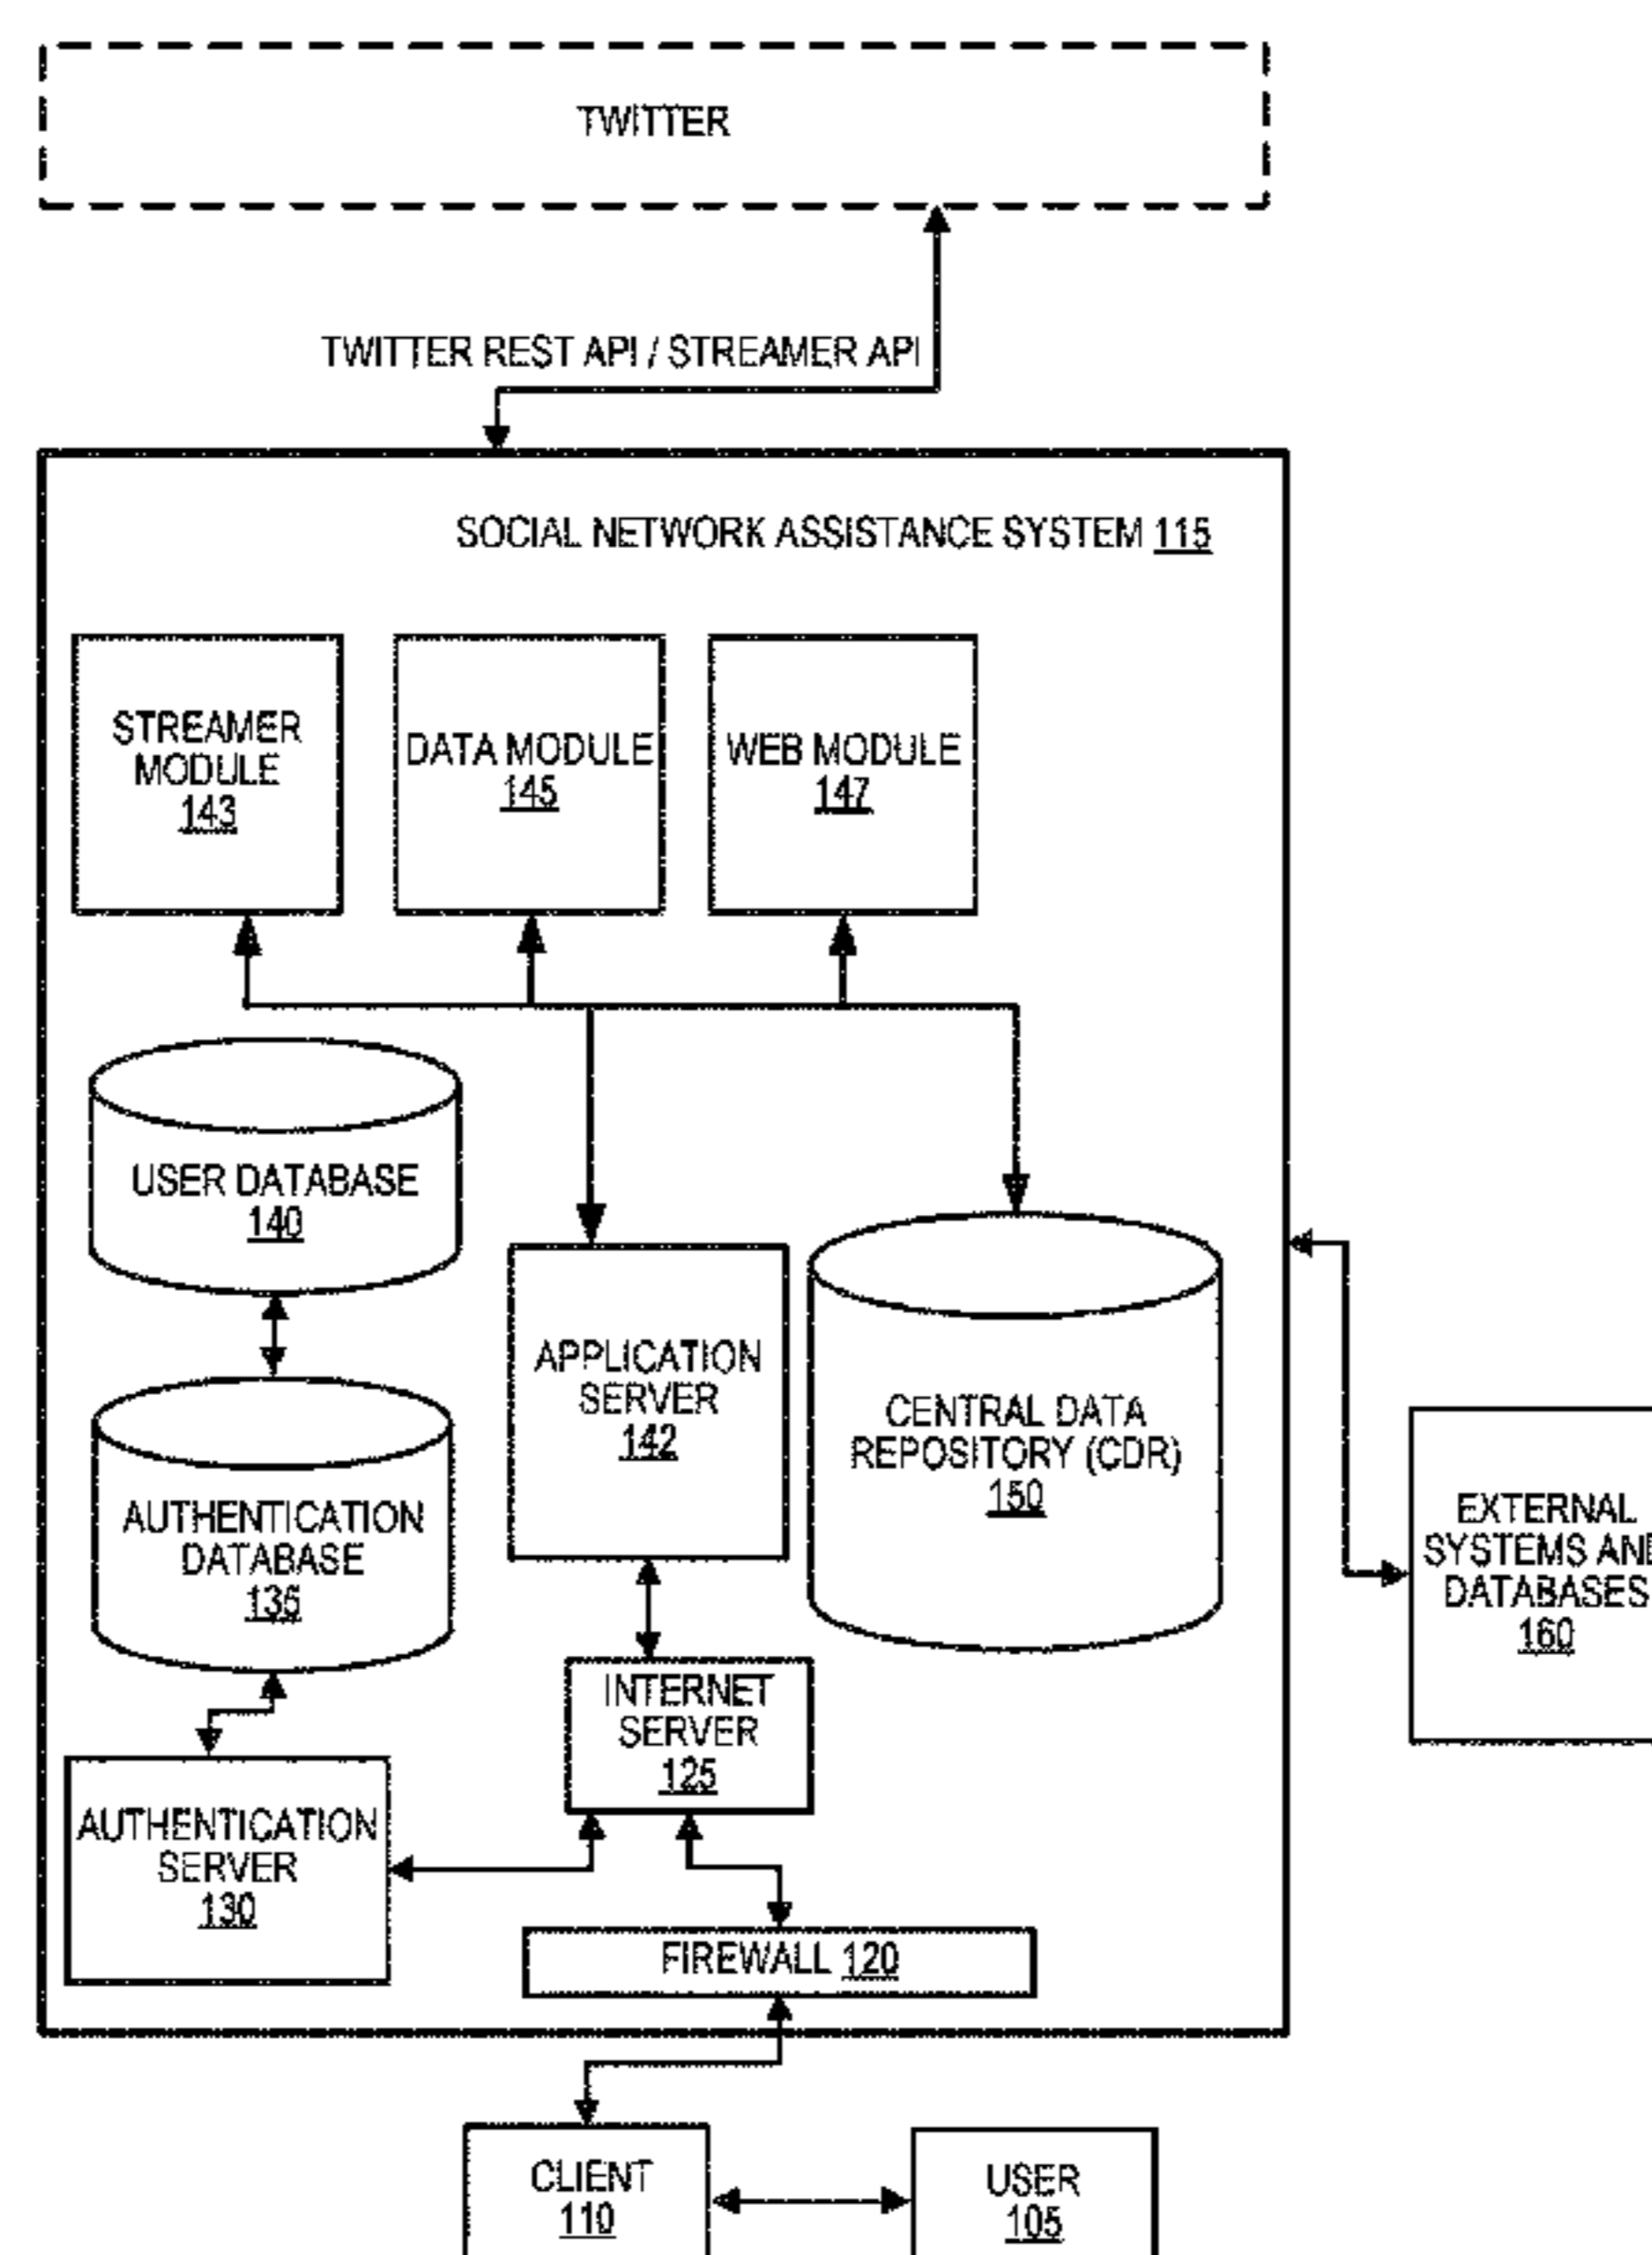 TWITTER
TWITTER REST API / STREAMER API
SOCIAL NETWORK ASSISTANCE SYSTEM 115
STREAMER
MODULE
143
DATA MODULE
145
WEB MODULE
147
USER DATABASE
140
APPLICATION
SERVER
142
CENTRAL DATA
REPOSITORY (CDR)
150
AUTHENTICATION
DATABASE
135
EXTERNAL
SYSTEMS AND
DATABASES
160
INTERNET
SERVER
125
AUTHENTICATION
SERVER
130
FIREWALL 120
CLIENT
110
USER
105